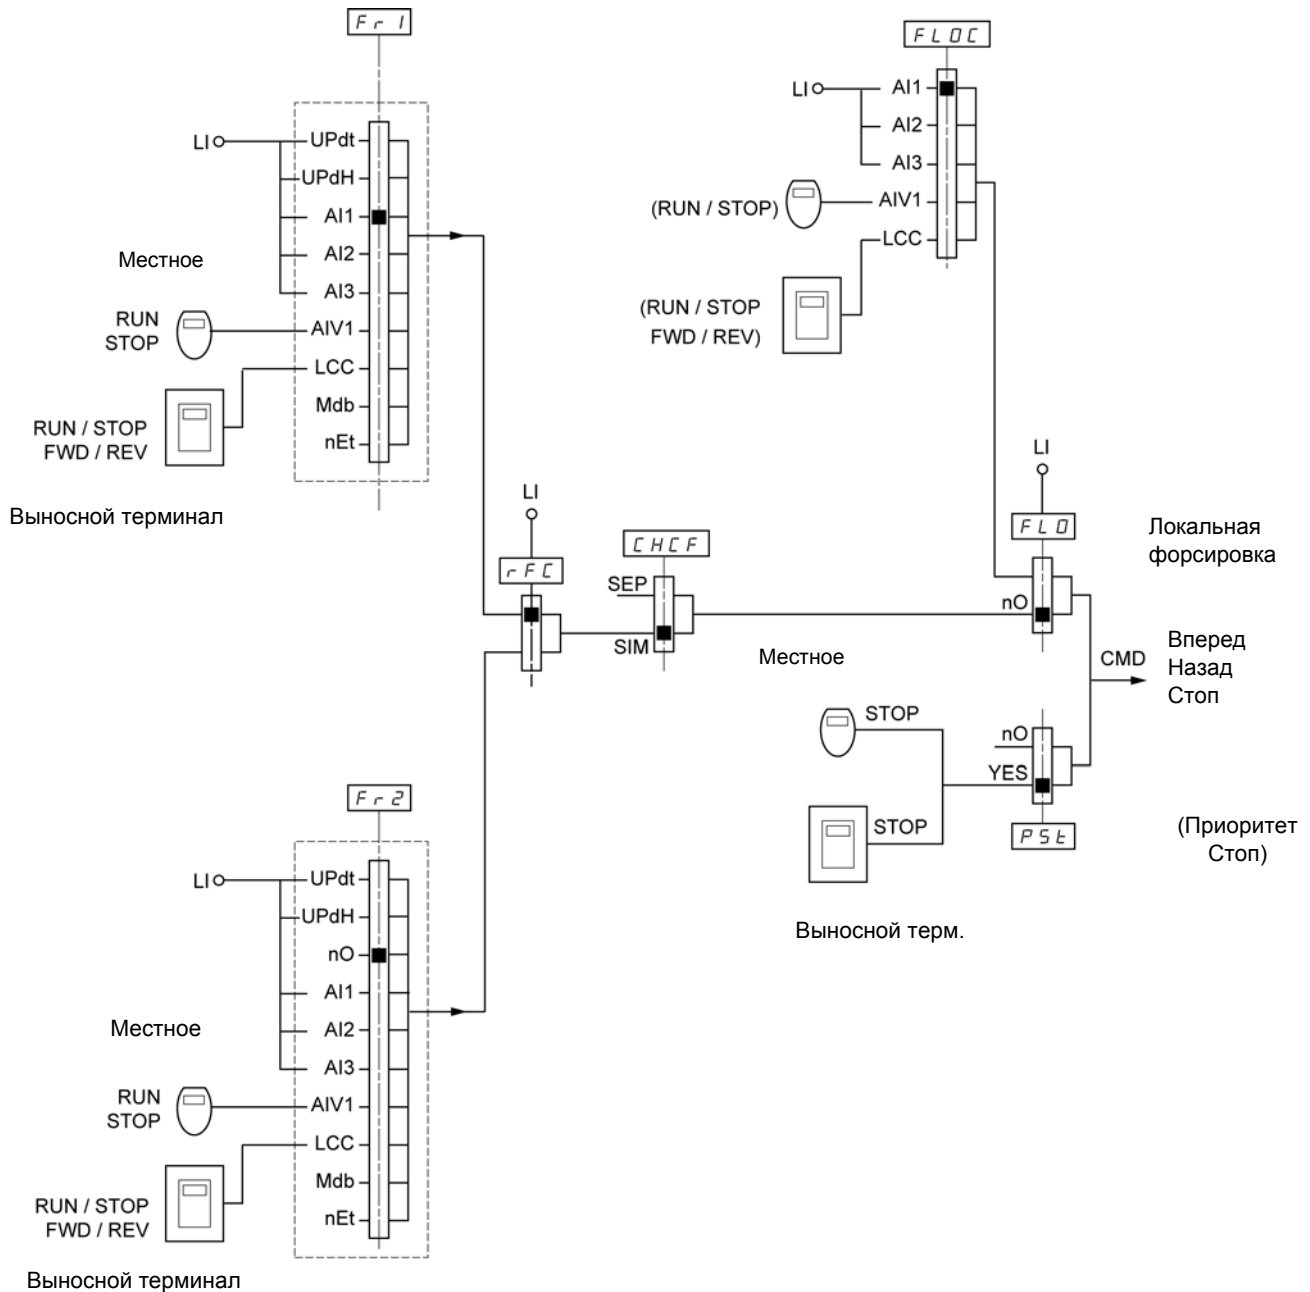 Fr1
LI
UPdt
UPdH
AI1
AI2
AI3
AIV1
LCC
Mdb
nEt
Местное
RUN
STOP
RUN / STOP
FWD / REV
Выносной терминал
FLOC
LI
AI1
AI2
AI3
AIV1
LCC
(RUN / STOP)
(RUN / STOP
FWD / REV)
LI
rFC
CHCF
SEP
SIM
LI
FLO
nO
Локальная
форсировка
Местное
CMD
Вперед
Назад
Стоп
STOP
STOP
nO
YES
PSt
(Приоритет
Стоп)
Выносной терм.
Fr2
LI
UPdt
UPdH
nO
AI1
AI2
AI3
AIV1
LCC
Mdb
nEt
Местное
RUN
STOP
RUN / STOP
FWD / REV
Выносной терминал